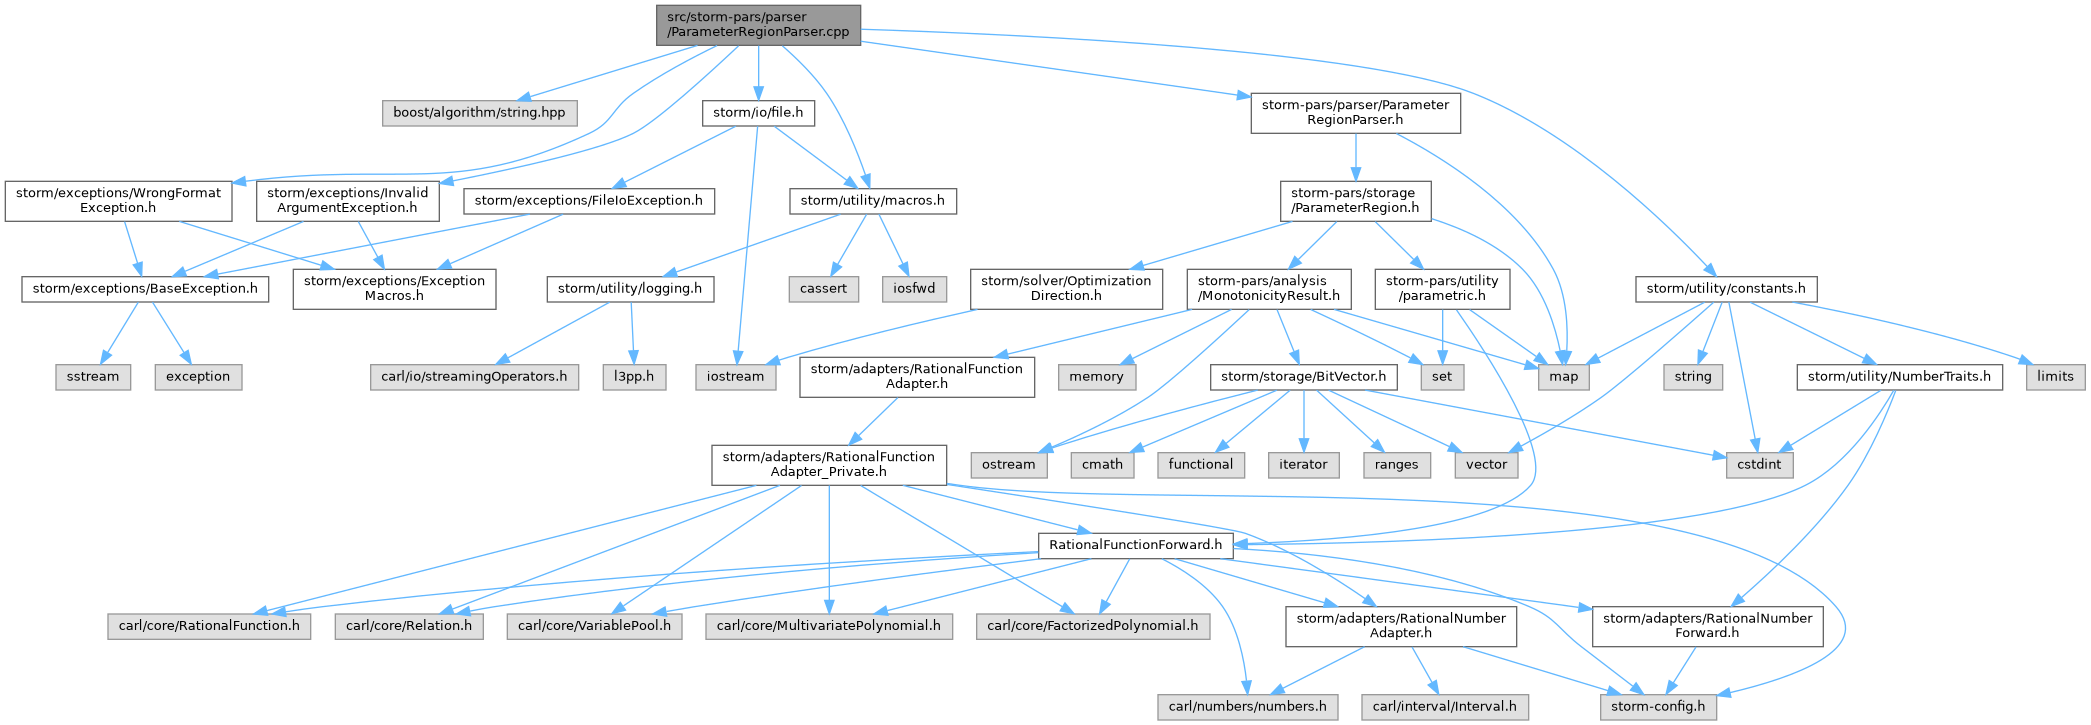 src/storm-pars/parser
/ParameterRegionParser.cpp
boost/algorithm/string.hpp
storm/io/file.h
storm-pars/parser/Parameter
RegionParser.h
storm/exceptions/WrongFormat
Exception.h
storm/exceptions/Invalid
ArgumentException.h
storm/exceptions/FileIoException.h
storm/utility/macros.h
storm-pars/storage
/ParameterRegion.h
storm/exceptions/BaseException.h
storm/exceptions/Exception
Macros.h
storm/utility/logging.h
cassert
iosfwd
storm/solver/Optimization
Direction.h
storm-pars/analysis
/MonotonicityResult.h
storm-pars/utility
/parametric.h
storm/utility/constants.h
sstream
exception
carl/io/streamingOperators.h
l3pp.h
iostream
storm/adapters/RationalFunction
Adapter.h
memory
storm/storage/BitVector.h
set
map
string
storm/utility/NumberTraits.h
limits
storm/adapters/RationalFunction
Adapter_Private.h
ostream
cmath
functional
iterator
ranges
vector
cstdint
RationalFunctionForward.h
carl/core/RationalFunction.h
carl/core/Relation.h
carl/core/VariablePool.h
carl/core/MultivariatePolynomial.h
carl/core/FactorizedPolynomial.h
storm/adapters/RationalNumber
Adapter.h
storm/adapters/RationalNumber
Forward.h
carl/numbers/numbers.h
carl/interval/Interval.h
storm-config.h